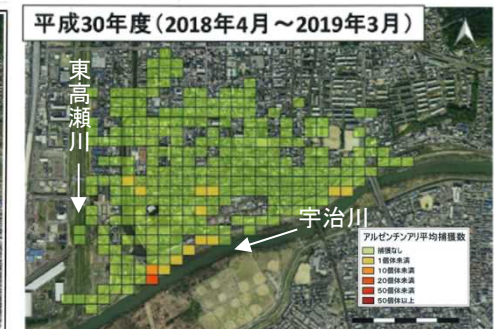 平成30年度(2018年4月～2019年3月)
東高瀬川
宇治川
アルゼンチンアリ平均捕獲数
捕獲なし
1個体未満
10個体未満
20個体未満
50個体未満
50個体以上